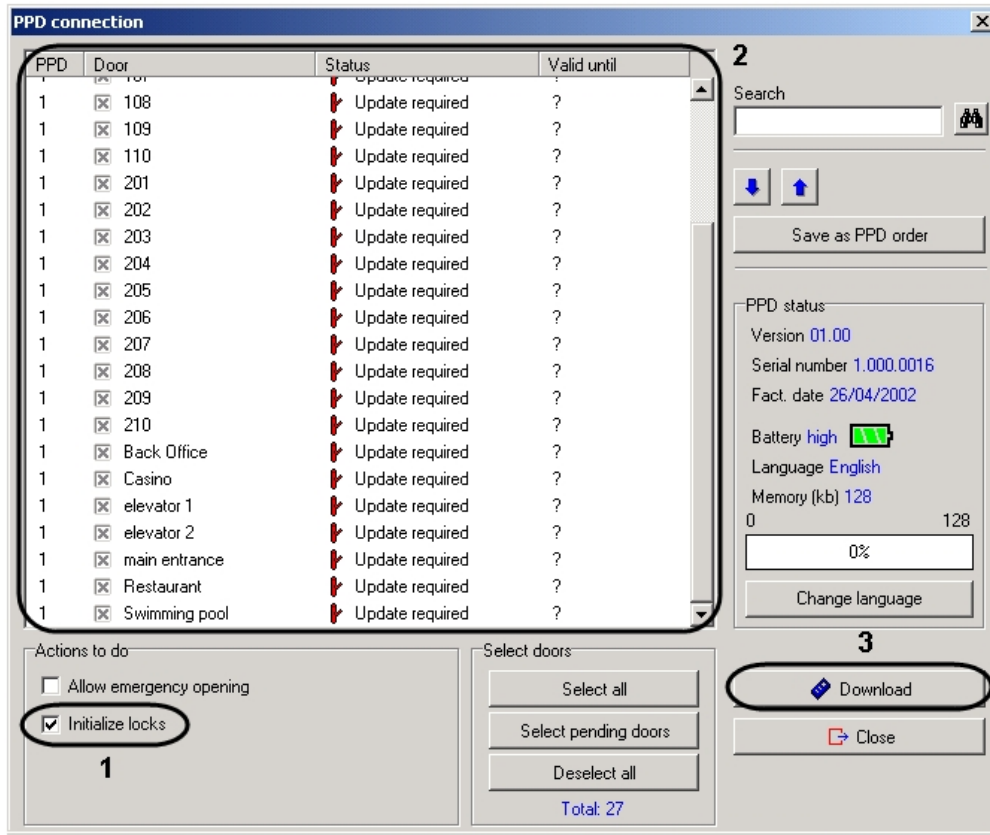 PPD connection
PPD Door Status Valid until
1 108 Update required ?
1 109 Update required ?
1 110 Update required ?
1 201 Update required ?
1 202 Update required ?
1 203 Update required ?
1 204 Update required ?
1 205 Update required ?
1 206 Update required ?
1 207 Update required ?
1 208 Update required ?
1 209 Update required ?
1 210 Update required ?
1 Back Office Update required ?
1 Casino Update required ?
1 elevator 1 Update required ?
1 elevator 2 Update required ?
1 main entrance Update required ?
1 Restaurant Update required ?
1 Swimming pool Update required ?
2
Search
Save as PPD order
PPD status
Version 01.00
Serial number 1.000.0016
Fact. date 26/04/2002
Battery high
Language English
Memory (kb) 128
0 128
0%
Change language
Actions to do
Allow emergency opening
Initialize locks
1
Select doors
Select all
Select pending doors
Deselect all
Total: 27
3
Download
Close